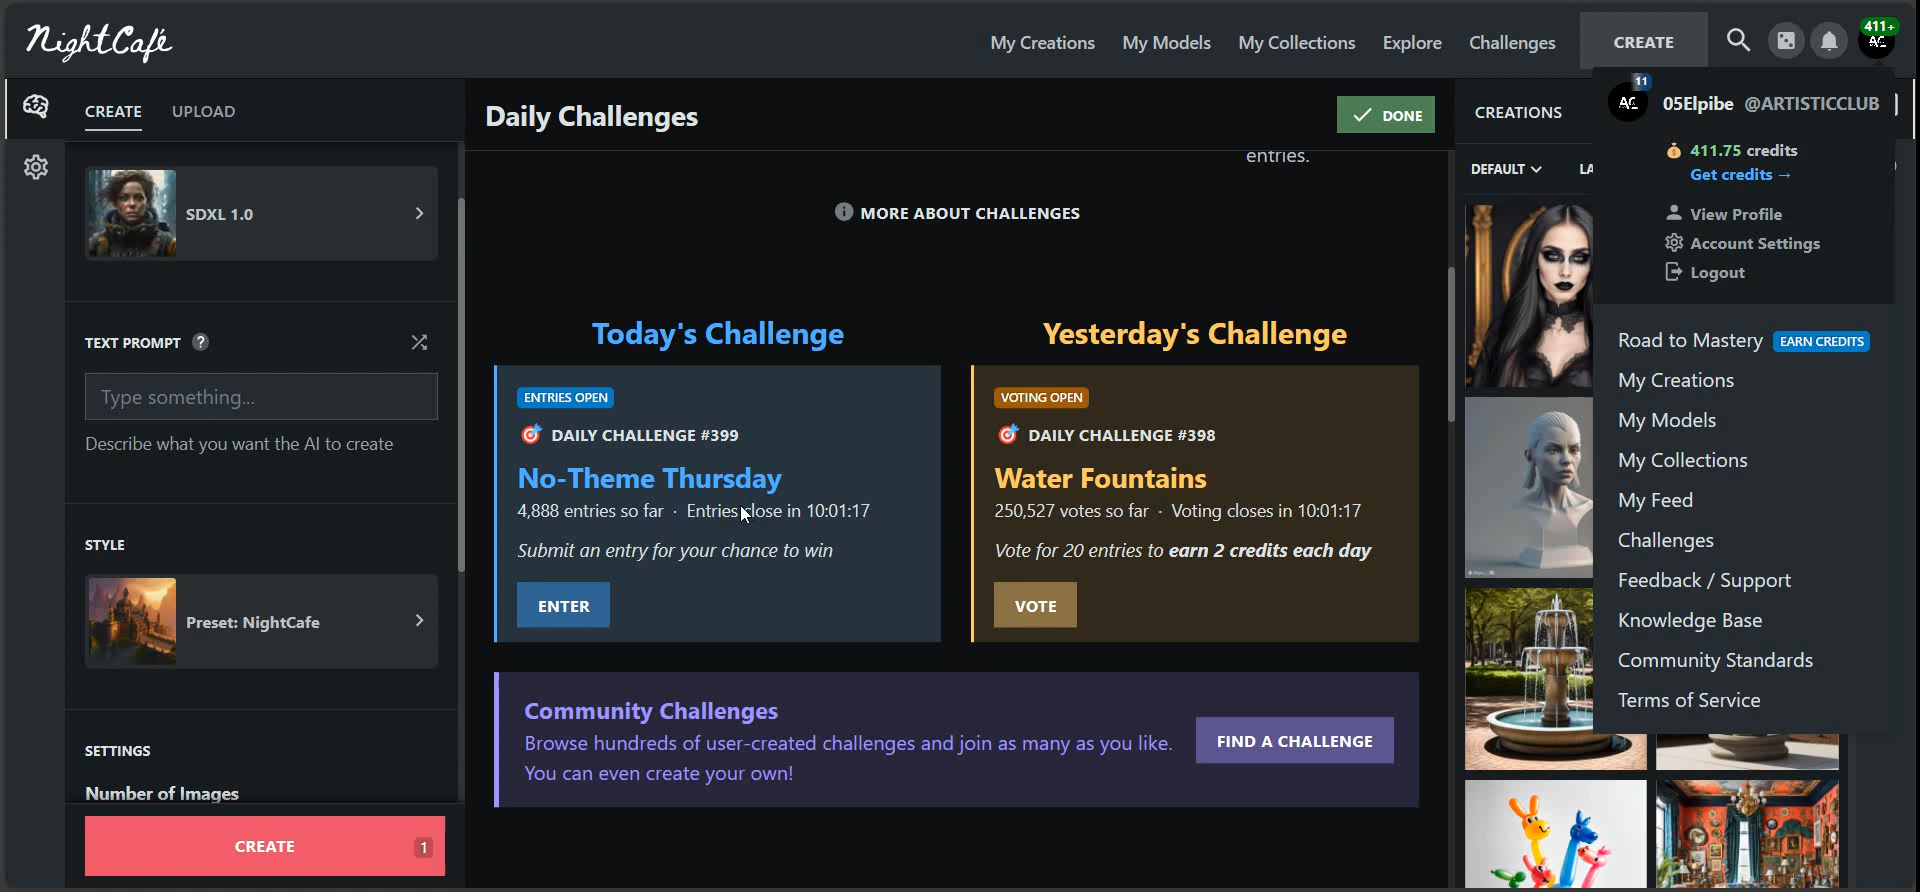 NightCafé
My Creations
My Models
My Collections
Explore
Challenges
CREATE
411+
AC
CREATE
UPLOAD
SDXL 1.0
TEXT PROMPT ?
Type something...
Describe what you want the AI to create
STYLE
Preset: NightCafe
SETTINGS
Number of Images
CREATE 1
Daily Challenges
DONE
entries.
MORE ABOUT CHALLENGES
Today's Challenge
ENTRIES OPEN
DAILY CHALLENGE #399
No-Theme Thursday
4,888 entries so far · Entries close in 10:01:17
Submit an entry for your chance to win
ENTER
Yesterday's Challenge
VOTING OPEN
DAILY CHALLENGE #398
Water Fountains
250,527 votes so far · Voting closes in 10:01:17
Vote for 20 entries to earn 2 credits each day
VOTE
Community Challenges
Browse hundreds of user-created challenges and join as many as you like.
You can even create your own!
FIND A CHALLENGE
CREATIONS
DEFAULT
LA
11
AC
05Elpibe @ARTISTICCLUB
411.75 credits
Get credits →
View Profile
Account Settings
Logout
Road to Mastery EARN CREDITS
My Creations
My Models
My Collections
My Feed
Challenges
Feedback / Support
Knowledge Base
Community Standards
Terms of Service